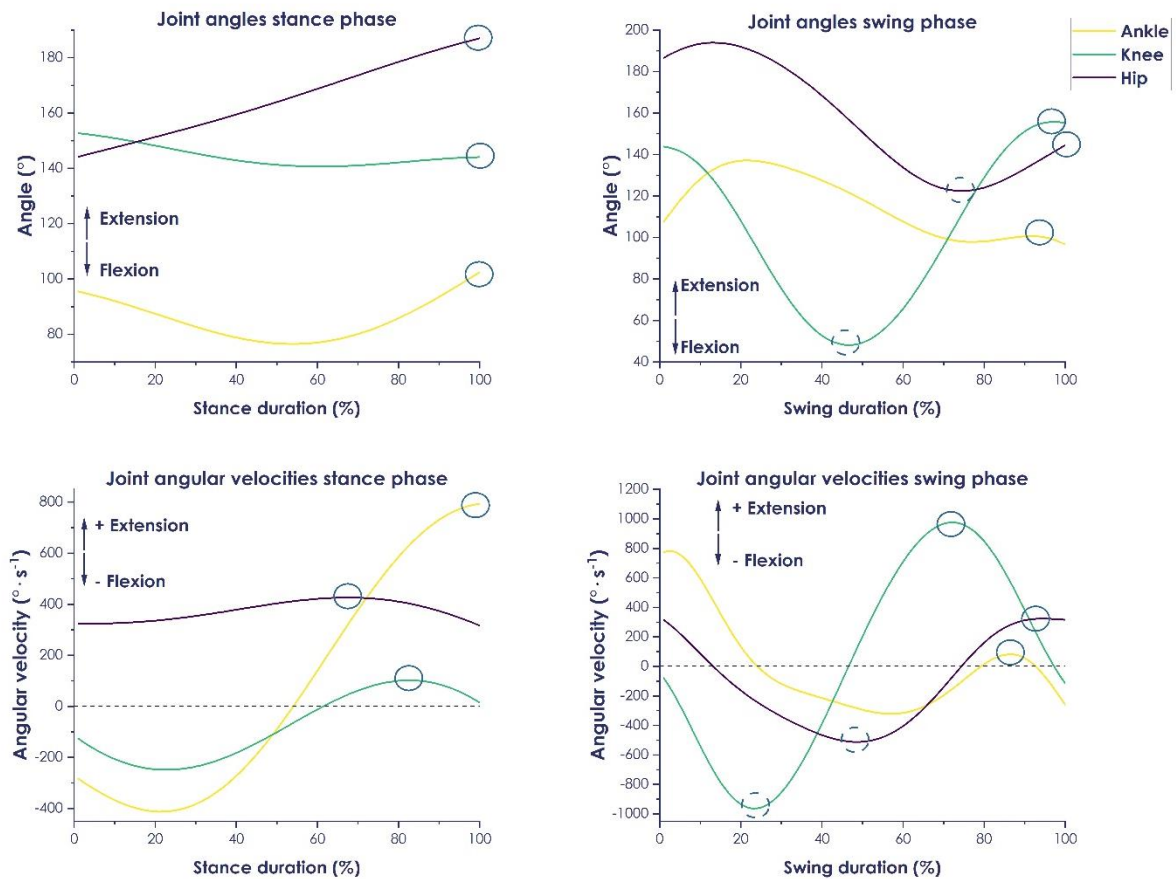 Joint angles stance phase
180
160
140
120
100
80
Angle (°)
Extension
Flexion
0 20 40 60 80 100
Stance duration (%)
Joint angles swing phase
200
180
160
140
120
100
80
60
40
Angle (°)
Extension
Flexion
0 20 40 60 80 100
Swing duration (%)
Ankle
Knee
Hip
Joint angular velocities stance phase
800
600
400
200
0
-200
-400
Angular velocity (° · s⁻¹)
+ Extension
- Flexion
0 20 40 60 80 100
Stance duration (%)
Joint angular velocities swing phase
1200
1000
800
600
400
200
0
-200
-400
-600
-800
-1000
Angular velocity (° · s⁻¹)
+ Extension
- Flexion
0 20 40 60 80 100
Swing duration (%)